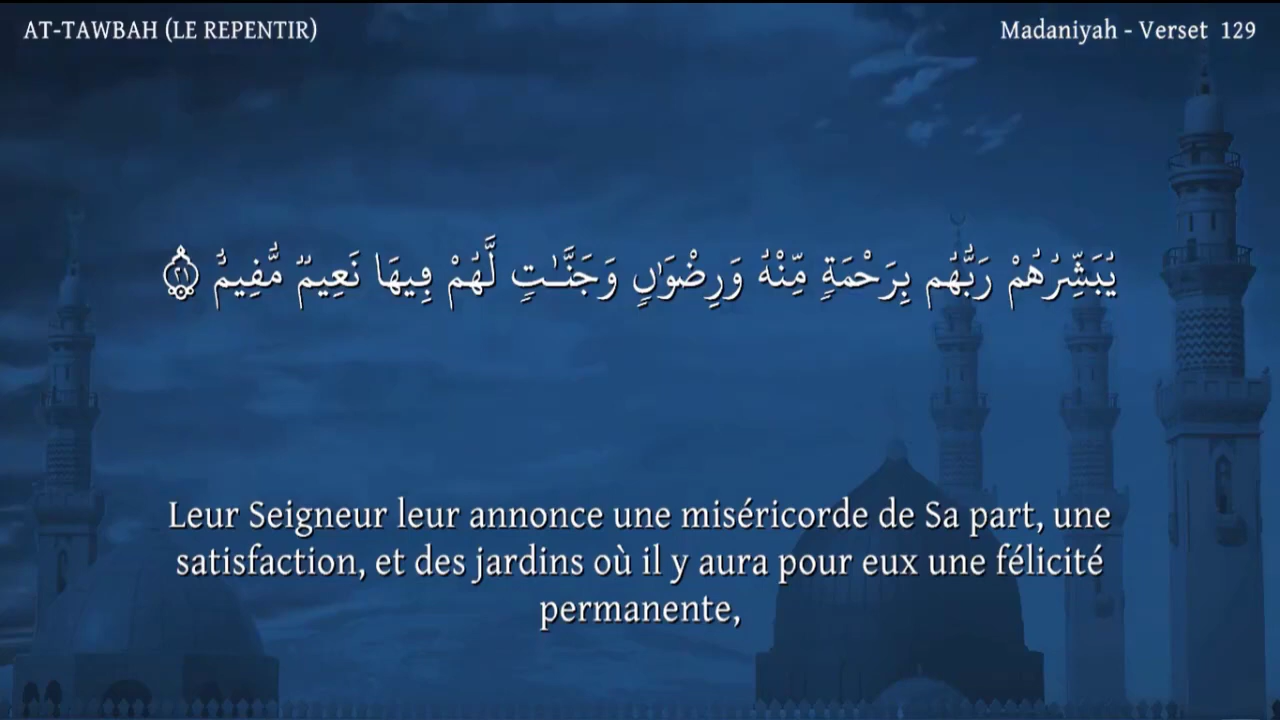 AT-TAWBAH (LE REPENTIR)
Madaniyah - Verset 129
يُبَشِّرُهُمْ رَبُّهُم بِرَحْمَةٍ مِّنْهُ وَرِضْوَٰنٍ وَجَنَّـٰتٍ لَّهُمْ فِيهَا نَعِيمٌ مُّقِيمٌ ٢١
Leur Seigneur leur annonce une miséricorde de Sa part, une
satisfaction, et des jardins où il y aura pour eux une félicité
permanente,